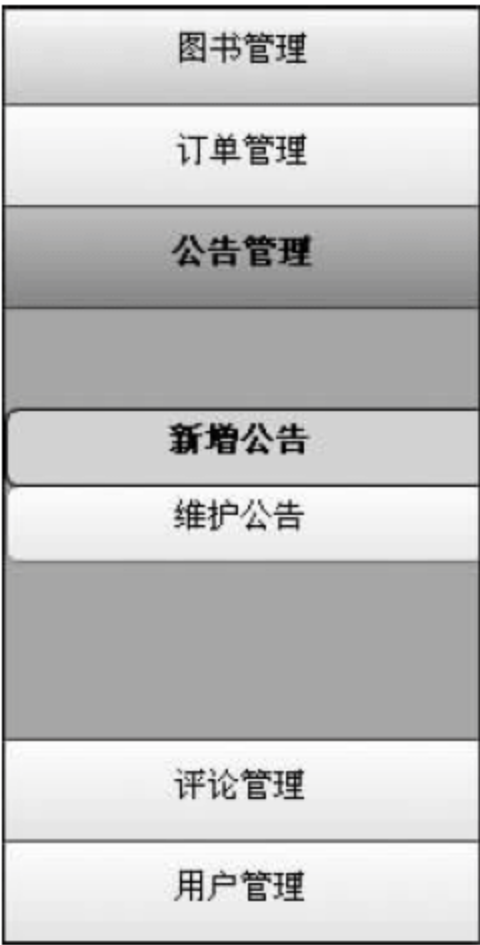 图书管理
订单管理
公告管理
新增公告
维护公告
评论管理
用户管理